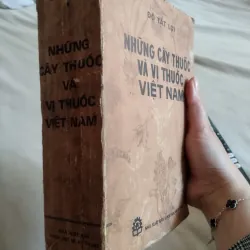 NHỮNG
CÂY THUỐC
VÀ
VỊ THUỐC
VIỆT NAM
ĐỖ TẤT LỢI
NHỮNG CÂY THUỐC
VÀ VỊ THUỐC
VIỆT NAM